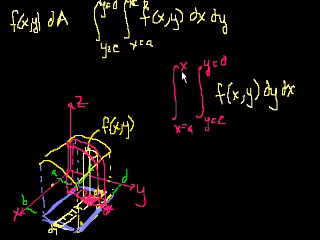 f(x,y) dA ∫ y=c ∫ x=a f(x,y) dx dy
∫ x=a x ∫ y=c y=d f(x,y) dy dx
z
f(x,y)
a
d
y
b
x